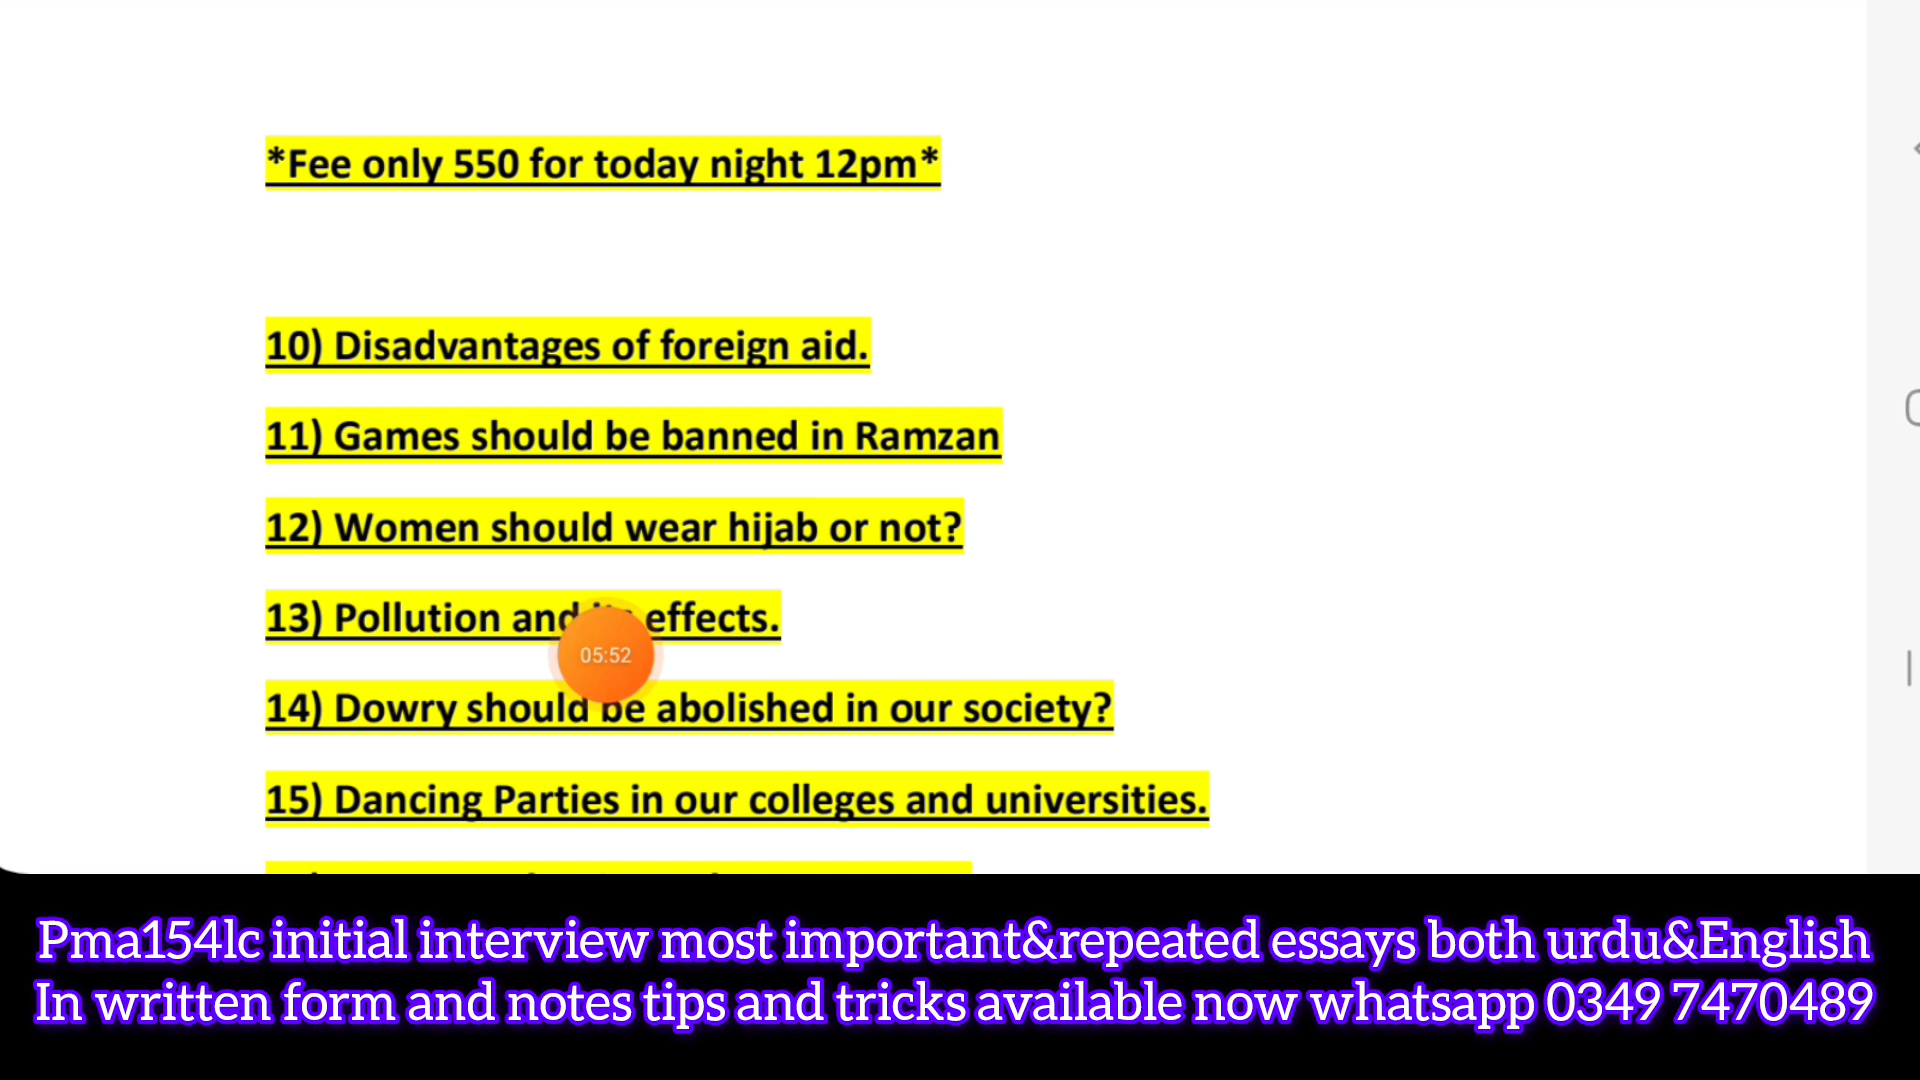 *Fee only 550 for today night 12pm*
10) Disadvantages of foreign aid.
11) Games should be banned in Ramzan
12) Women should wear hijab or not?
13) Pollution and its effects.
05:52
14) Dowry should be abolished in our society?
15) Dancing Parties in our colleges and universities.
Pma154lc initial interview most important&repeated essays both urdu&English
In written form and notes tips and tricks available now whatsapp 0349 7470489